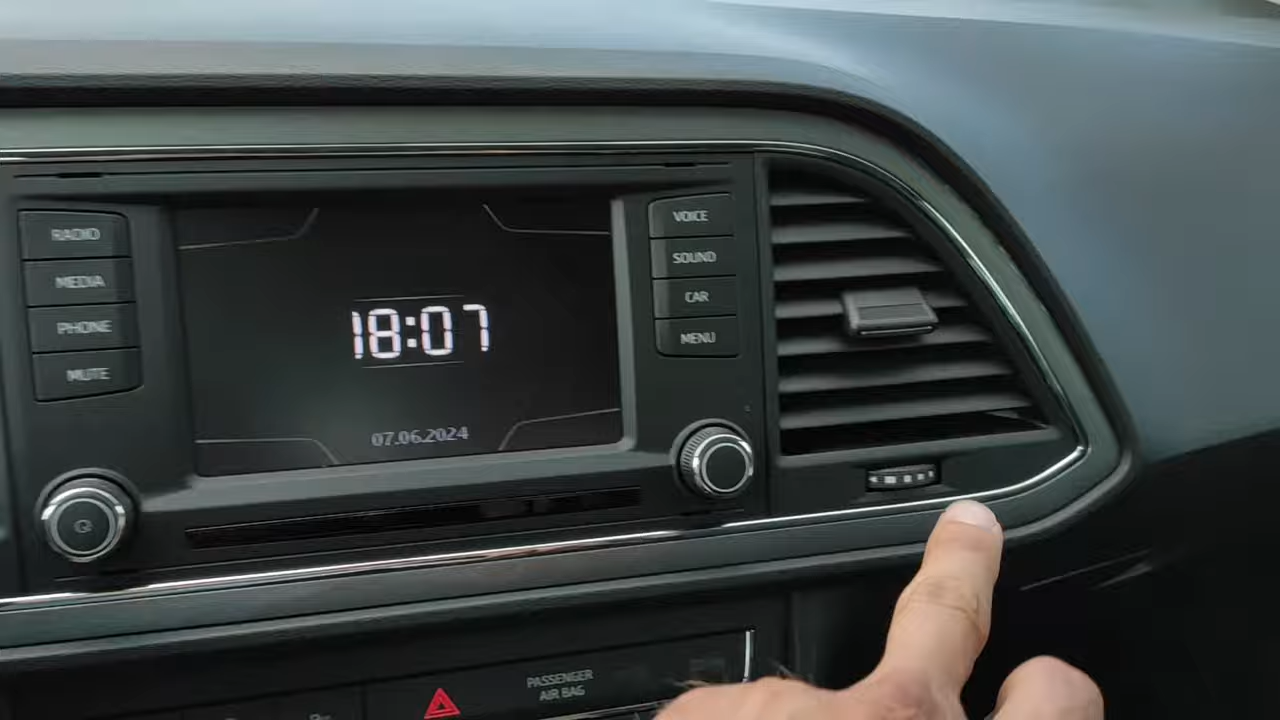 RADIO
MEDIA
PHONE
MUTE
18:07
07.06.2024
VOICE
SOUND
CAR
MENU
PASSENGER
AIR BAG